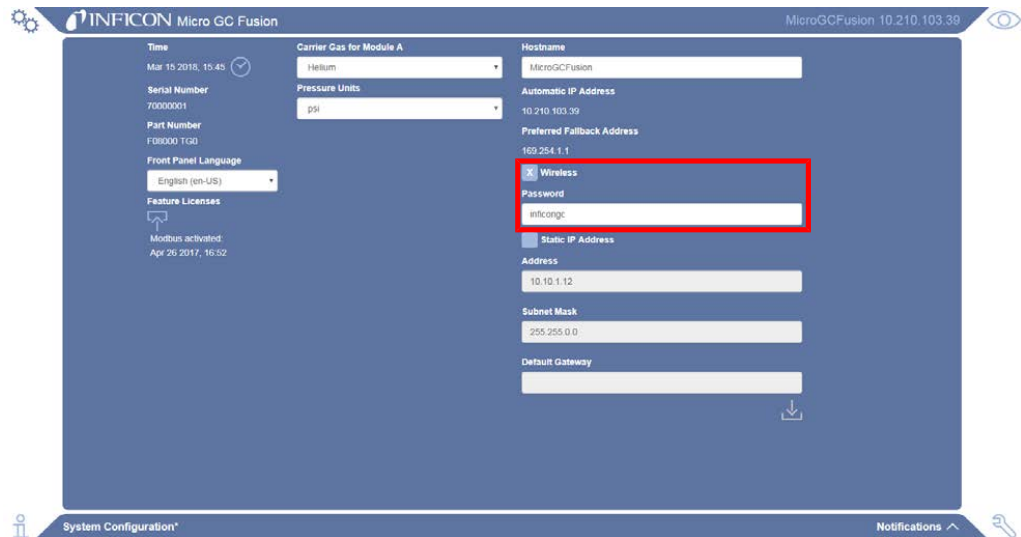 INFICON Micro GC Fusion
MicroGCFusion 10.210.103.39
Time
Mar 15 2018, 15:45
Serial Number
70000001
Part Number
F08000 TG0
Front Panel Language
English (en-US)
Feature Licenses
Modbus activated:
Apr 26 2017, 16:52
Carrier Gas for Module A
Helium
Pressure Units
psi
Hostname
MicroGCFusion
Automatic IP Address
10.210.103.39
Preferred Fallback Address
169.254.1.1
X Wireless
Password
inficongc
Static IP Address
Address
10.10.1.12
Subnet Mask
255.255.0.0
Default Gateway
System Configuration*
Notifications